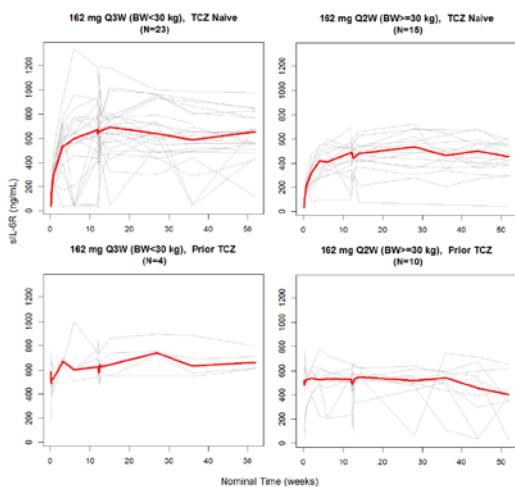 162 mg Q3W (BW<30 kg), TCZ Naive
(N=23)
162 mg Q2W (BW>=30 kg), TCZ Naive
(N=15)
sIL-6R (ng/mL)
0 200 400 600 800 1000 1200
0 10 20 30 40 50
0 200 400 600 800 1000 1200
0 10 20 30 40 50
162 mg Q3W (BW<30 kg), Prior TCZ
(N=4)
162 mg Q2W (BW>=30 kg), Prior TCZ
(N=10)
0 200 400 600 800 1000 1200
0 10 20 30 40 50
0 200 400 600 800 1000 1200
0 10 20 30 40 50
Nominal Time (weeks)